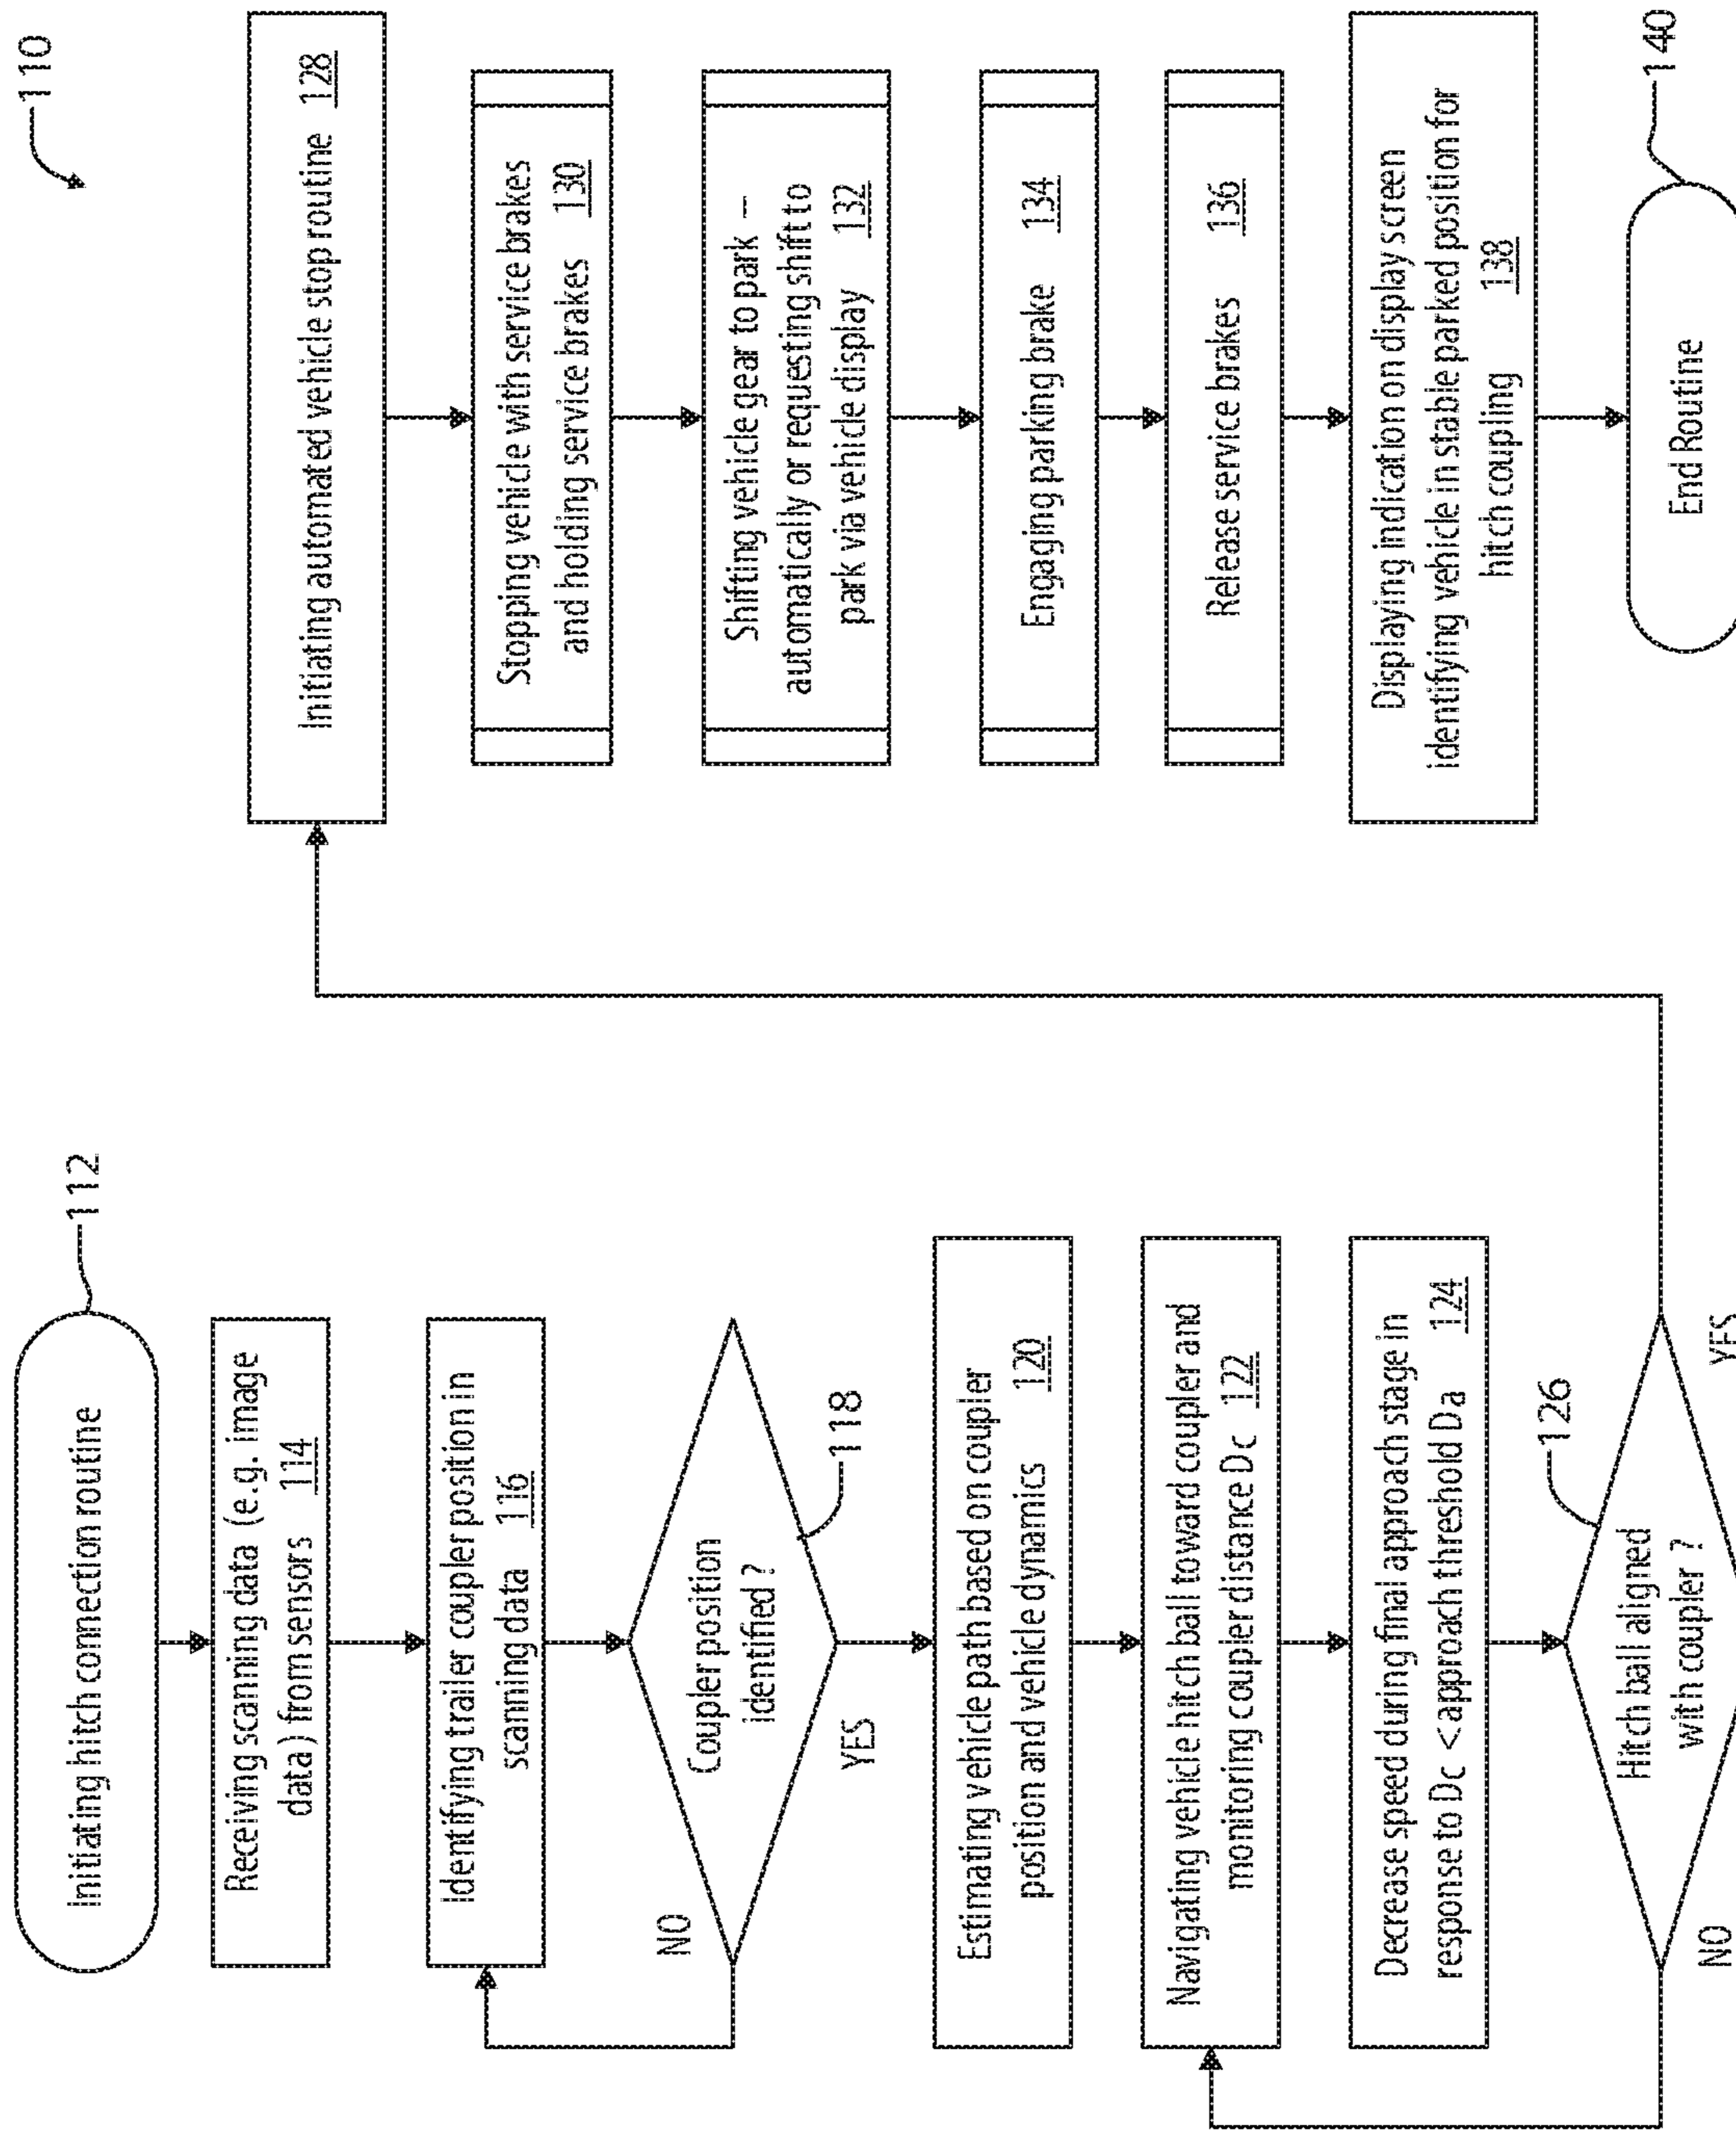 110
112
Initiating hitch connection routine
Receiving scanning data (e.g. image
data) from sensors 114
Identifying trailer coupler position in
scanning data 116
Coupler position
identified ?
118
NO
YES
Estimating vehicle path based on coupler
position and vehicle dynamics 120
Navigating vehicle hitch ball toward coupler and
monitoring coupler distance Dc 122
Decrease speed during final approach stage in
response to Dc < approach threshold Da 124
126
Hitch ball aligned
with coupler ?
NO
YES
Initiating automated vehicle stop routine 128
Stopping vehicle with service brakes
and holding service brakes 130
Shifting vehicle gear to park –
automatically or requesting shift to
park via vehicle display 132
Engaging parking brake 134
Release service brakes 136
Displaying indication on display screen
identifying vehicle in stable parked position for
hitch coupling 138
140
End Routine